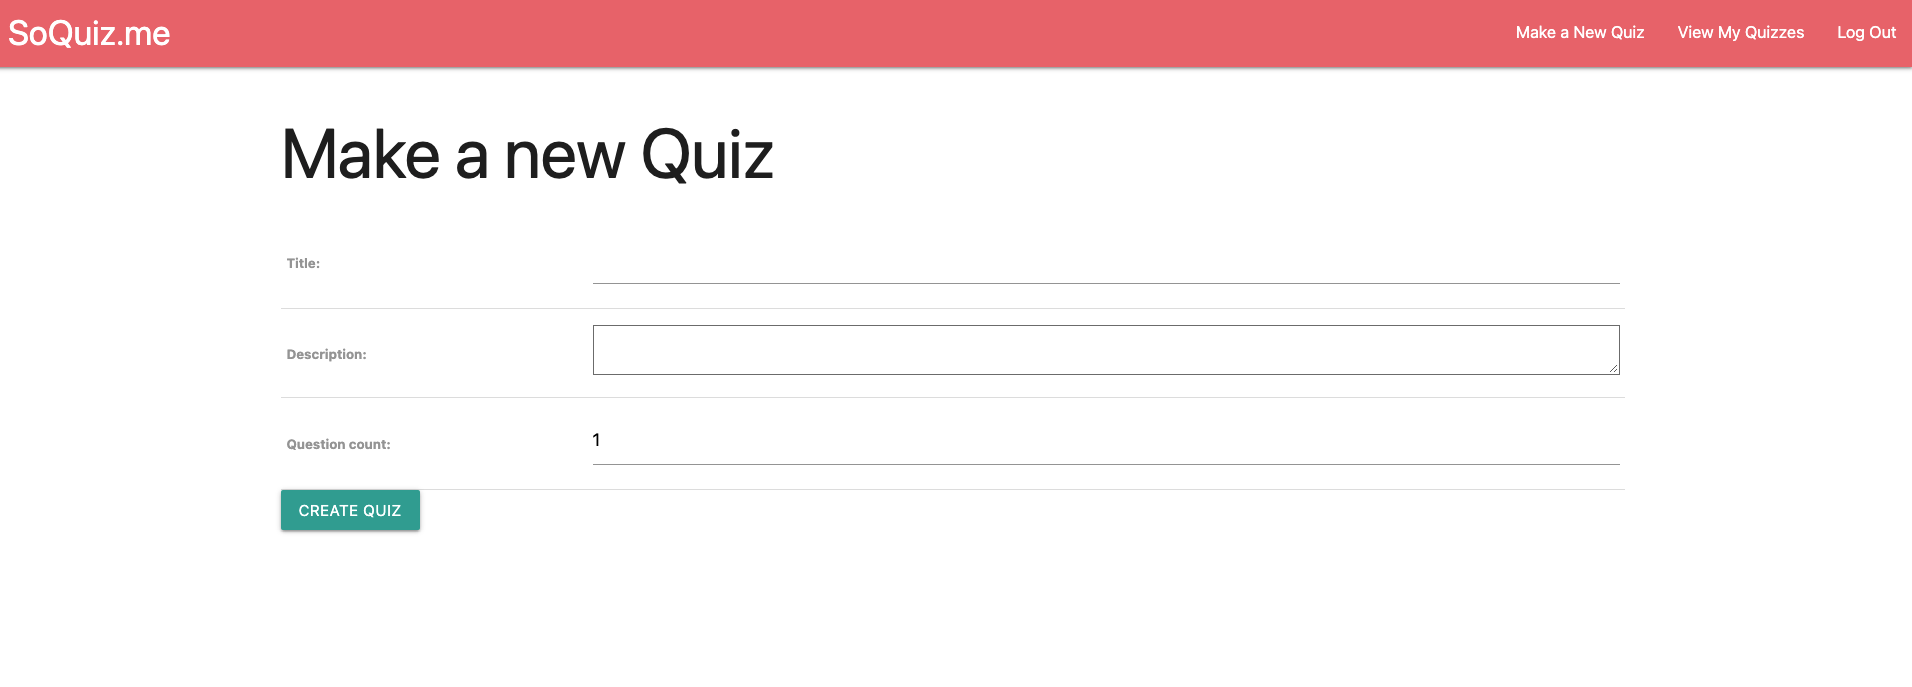 SoQuiz.me
Make a New Quiz
View My Quizzes
Log Out
Make a new Quiz
Title:
Description:
Question count:
1
CREATE QUIZ